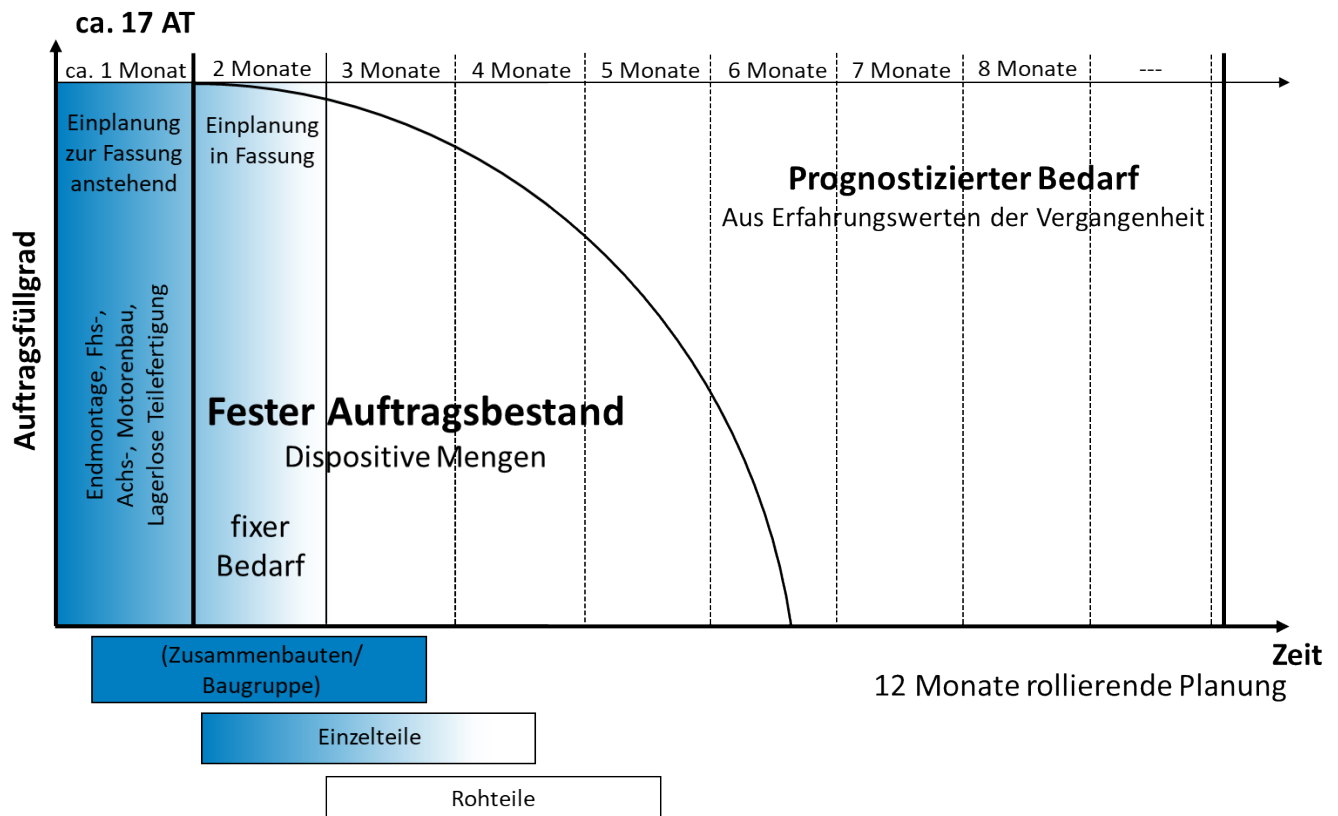 ca. 17 AT
ca. 1 Monat
2 Monate
3 Monate
4 Monate
5 Monate
6 Monate
7 Monate
8 Monate
---
Einplanung
zur Fassung
anstehend
Einplanung
in Fassung
Prognostizierter Bedarf
Aus Erfahrungswerten der Vergangenheit
Auftragsfüllgrad
Endmontage, Fhs-,
Achs-, Motorenbau,
Lagerlose Teilefertigung
Fester Auftragsbestand
Dispositive Mengen
fixer
Bedarf
Zeit
12 Monate rollierende Planung
(Zusammenbauten/
Baugruppe)
Einzelteile
Rohteile